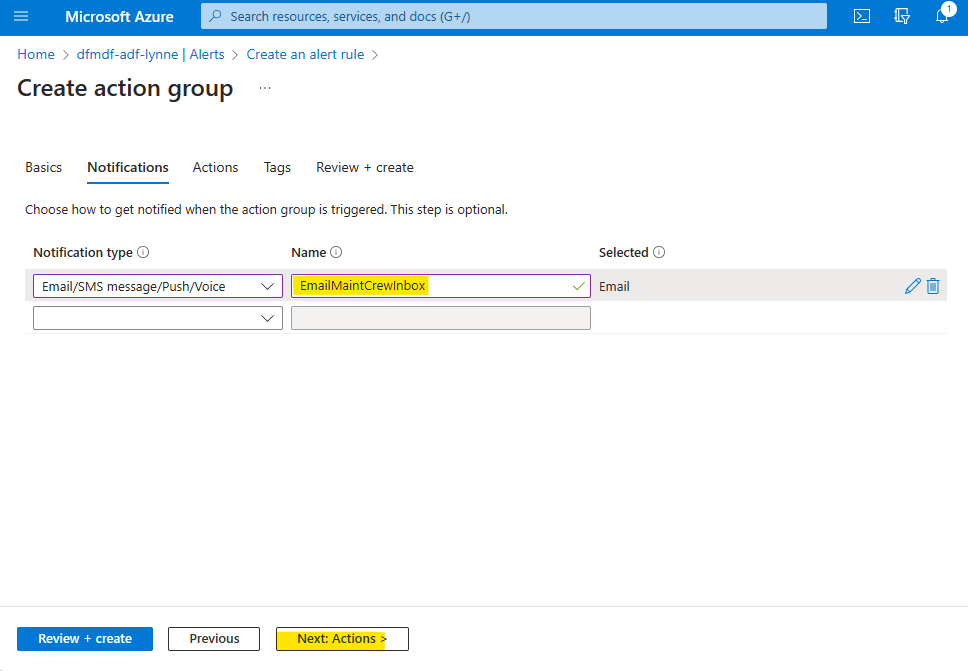 Microsoft Azure
Search resources, services, and docs (G+/)
1
Home > dfmdf-adf-lynne | Alerts > Create an alert rule >
Create action group ...
Basics Notifications Actions Tags Review + create
Choose how to get notified when the action group is triggered. This step is optional.
Notification type Name Selected
Email/SMS message/Push/Voice EmailMaintCrewInbox Email
Review + create Previous Next: Actions >